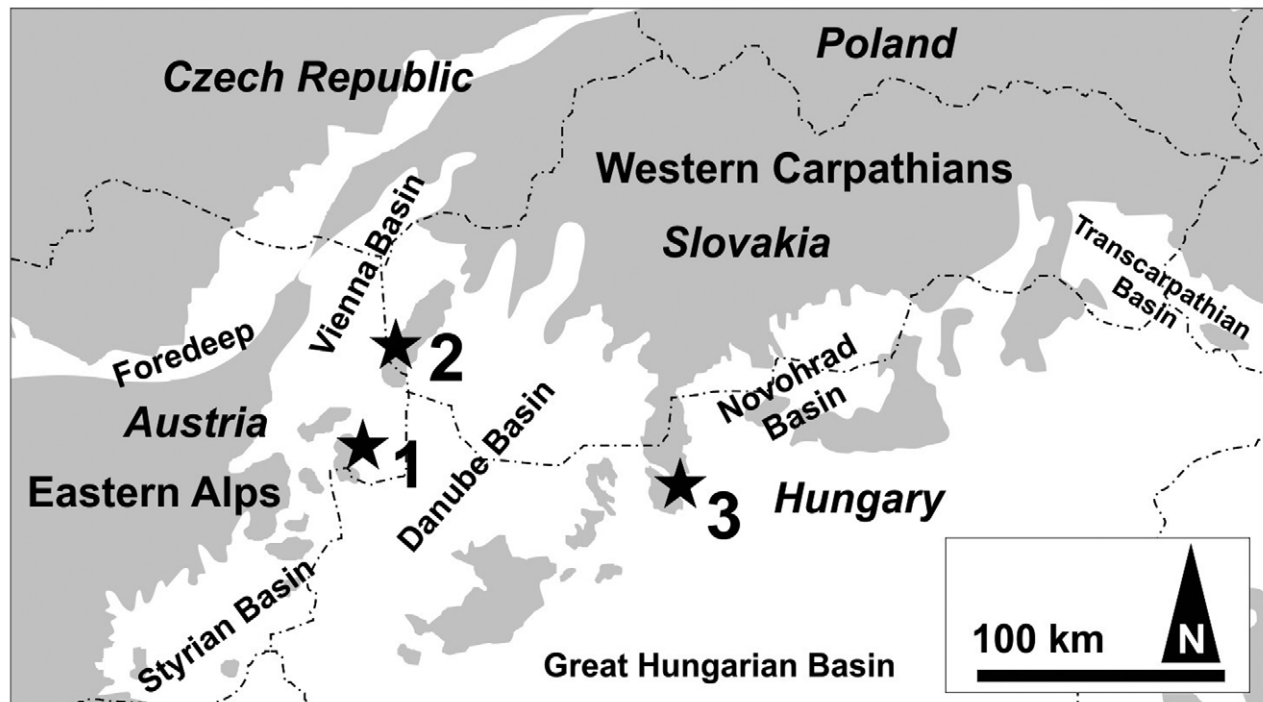 Poland
Czech Republic
Western Carpathians
Slovakia
Transcarpathian
Basin
Vienna Basin
Foredeep
2
Novohrad
Basin
Austria
1
Danube Basin
Eastern Alps
3
Hungary
Styrian Basin
Great Hungarian Basin
100 km
N